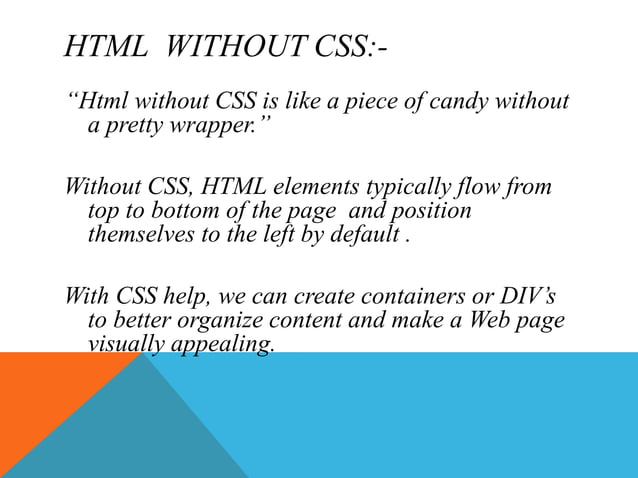 HTML  WITHOUT CSS:-
“Html without CSS is like a piece of candy without
a pretty wrapper.”
Without CSS, HTML elements typically flow from
top to bottom of the page  and position
themselves to the left by default .
With CSS help, we can create containers or DIV’s
to better organize content and make a Web page
visually appealing.